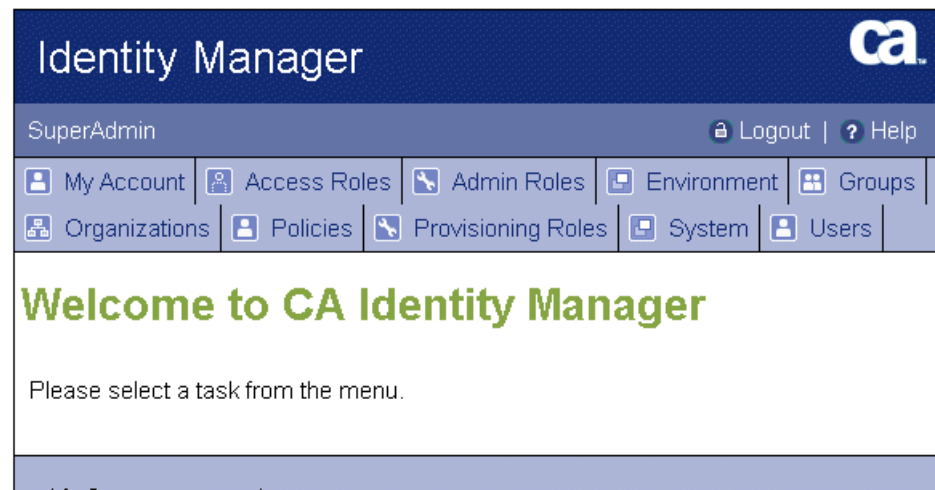 Identity Manager
ca
SuperAdmin
Logout | ? Help
My Account Access Roles Admin Roles Environment Groups
Organizations Policies Provisioning Roles System Users
Welcome to CA Identity Manager
Please select a task from the menu.